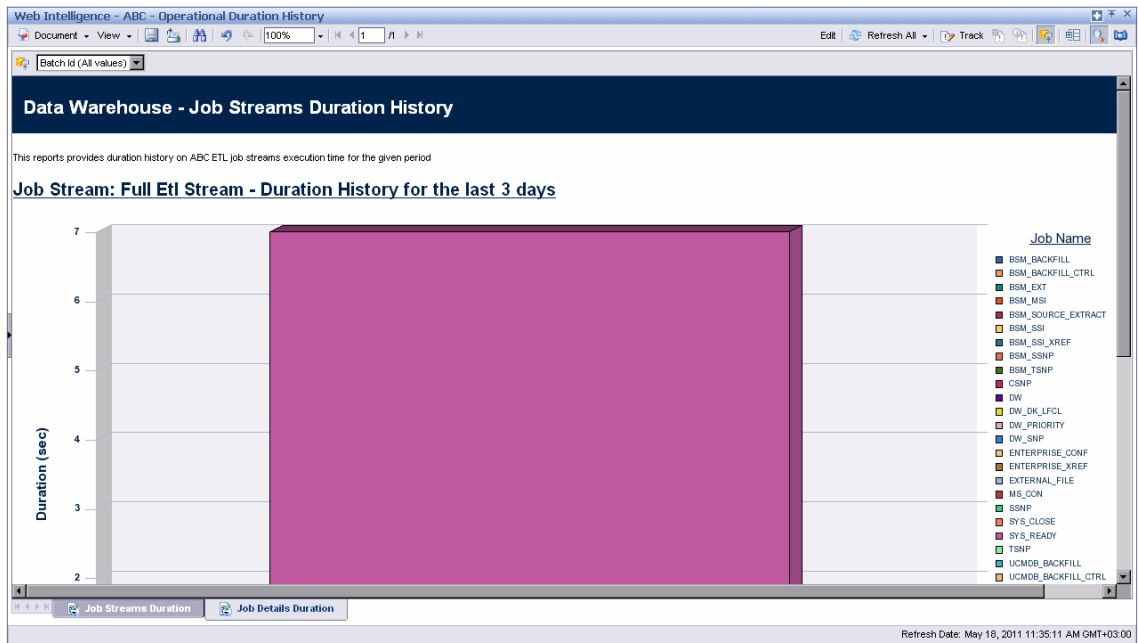 Web Intelligence - ABC - Operational Duration History
Document View 100% 1 /1 Edit Refresh All Track
Batch Id (All values)
Data Warehouse - Job Streams Duration History
This reports provides duration history on ABC ETL job streams execution time for the given period
Job Stream: Full Etl Stream - Duration History for the last 3 days
7
6
5
4
3
2
Duration (sec)
Job Name
BSM_BACKFILL
BSM_BACKFILL_CTRL
BSM_EXT
BSM_MSI
BSM_SOURCE_EXTRACT
BSM_SSI
BSM_SSI_XREF
BSM_SSNP
BSM_TSNP
CSNP
DW
DW_DK_LFCL
DW_PRIORITY
DW_SNP
ENTERPRISE_CONF
ENTERPRISE_XREF
EXTERNAL_FILE
MS_CON
SSNP
SYS_CLOSE
SYS_READY
TSNP
UCMDB_BACKFILL
UCMDB_BACKFILL_CTRL
Job Streams Duration Job Details Duration
Refresh Date: May 18, 2011 11:35:11 AM GMT+03:00